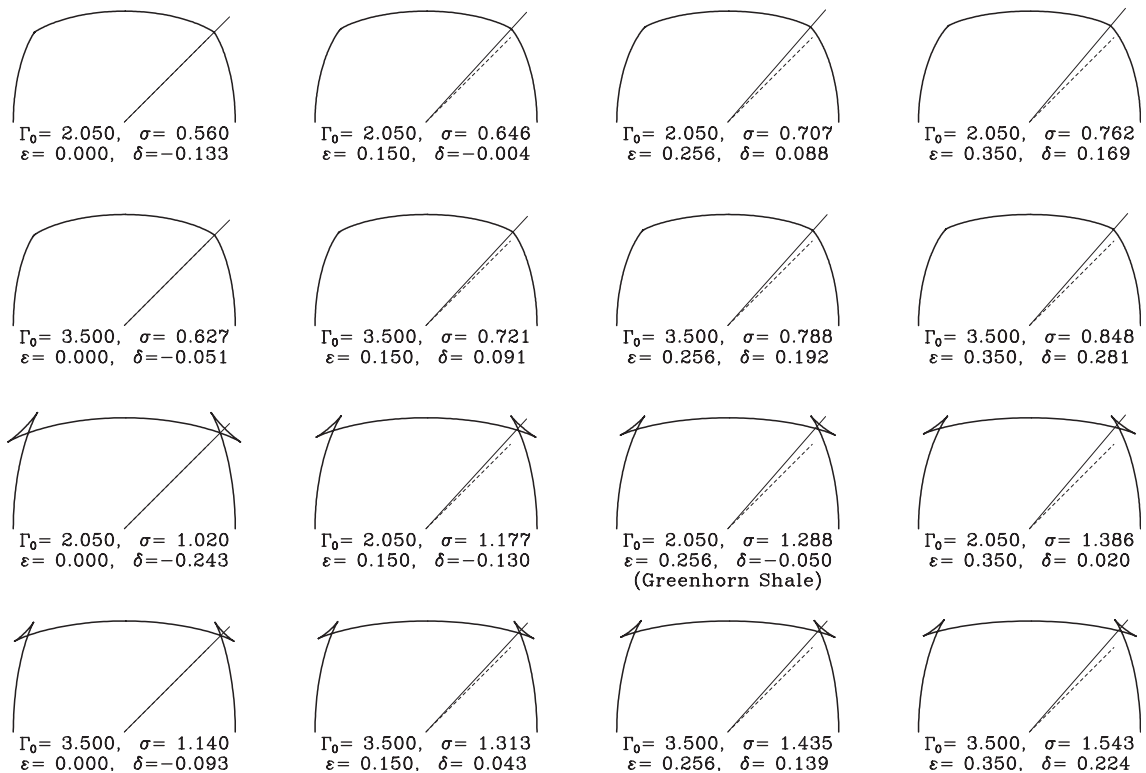 Γ₀= 2.050, σ= 0.560
ε= 0.000, δ=−0.133
Γ₀= 2.050, σ= 0.646
ε= 0.150, δ=−0.004
Γ₀= 2.050, σ= 0.707
ε= 0.256, δ= 0.088
Γ₀= 2.050, σ= 0.762
ε= 0.350, δ= 0.169
Γ₀= 3.500, σ= 0.627
ε= 0.000, δ=−0.051
Γ₀= 3.500, σ= 0.721
ε= 0.150, δ= 0.091
Γ₀= 3.500, σ= 0.788
ε= 0.256, δ= 0.192
Γ₀= 3.500, σ= 0.848
ε= 0.350, δ= 0.281
Γ₀= 2.050, σ= 1.020
ε= 0.000, δ=−0.243
Γ₀= 2.050, σ= 1.177
ε= 0.150, δ=−0.130
Γ₀= 2.050, σ= 1.288
ε= 0.256, δ=−0.050
(Greenhorn Shale)
Γ₀= 2.050, σ= 1.386
ε= 0.350, δ= 0.020
Γ₀= 3.500, σ= 1.140
ε= 0.000, δ=−0.093
Γ₀= 3.500, σ= 1.313
ε= 0.150, δ= 0.043
Γ₀= 3.500, σ= 1.435
ε= 0.256, δ= 0.139
Γ₀= 3.500, σ= 1.543
ε= 0.350, δ= 0.224